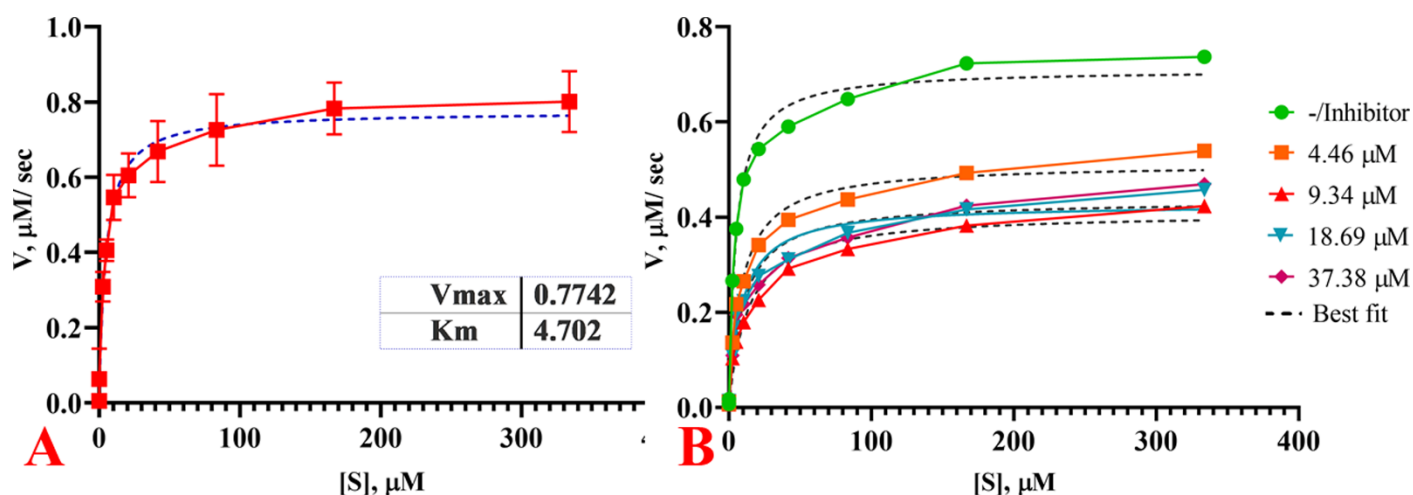 1.0
0.8
0.6
0.4
0.2
0.0
V, µM/ sec
Vmax 0.7742
Km 4.702
0 100 200 300
[S], µM
A
0.8
0.6
0.4
0.2
0.0
V, µM/ sec
0 100 200 300 400
[S], µM
B
-/Inhibitor
4.46 µM
9.34 µM
18.69 µM
37.38 µM
Best fit